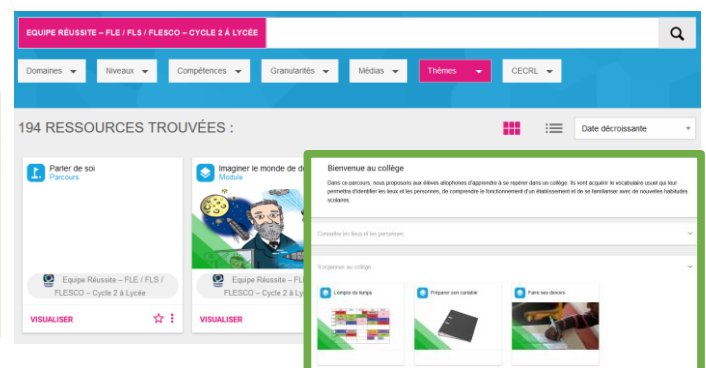 EQUIPE RÉUSSITE – FLE / FLS / FLESCO – CYCLE 2 À LYCÉE
Domaines
Niveaux
Compétences
Granularités
Médias
Thèmes
CECRL
194 RESSOURCES TROUVÉES :
Date décroissante
Parler de soi
Parcours
Equipe Réussite – FLE / FLS /
FLESCO – Cycle 2 à Lycée
VISUALISER
Imaginer le monde de d
Module
Equipe Réussite – FL
FLESCO – Cycle 2 à Ly
VISUALISER
Bienvenue au collège
Dans ce parcours, nous proposons aux élèves allophones d'apprendre à se repérer dans un collège. Ils vont acquérir le vocabulaire usuel qui leur
permettra d'identifier les lieux et les personnes, de comprendre le fonctionnement d'un établissement et de se familiariser avec de nouvelles habitudes
scolaires.
Connaître les lieux et les personnes
S'organiser au collège
L'emploi du temps
Préparer son cartable
Faire ses devoirs